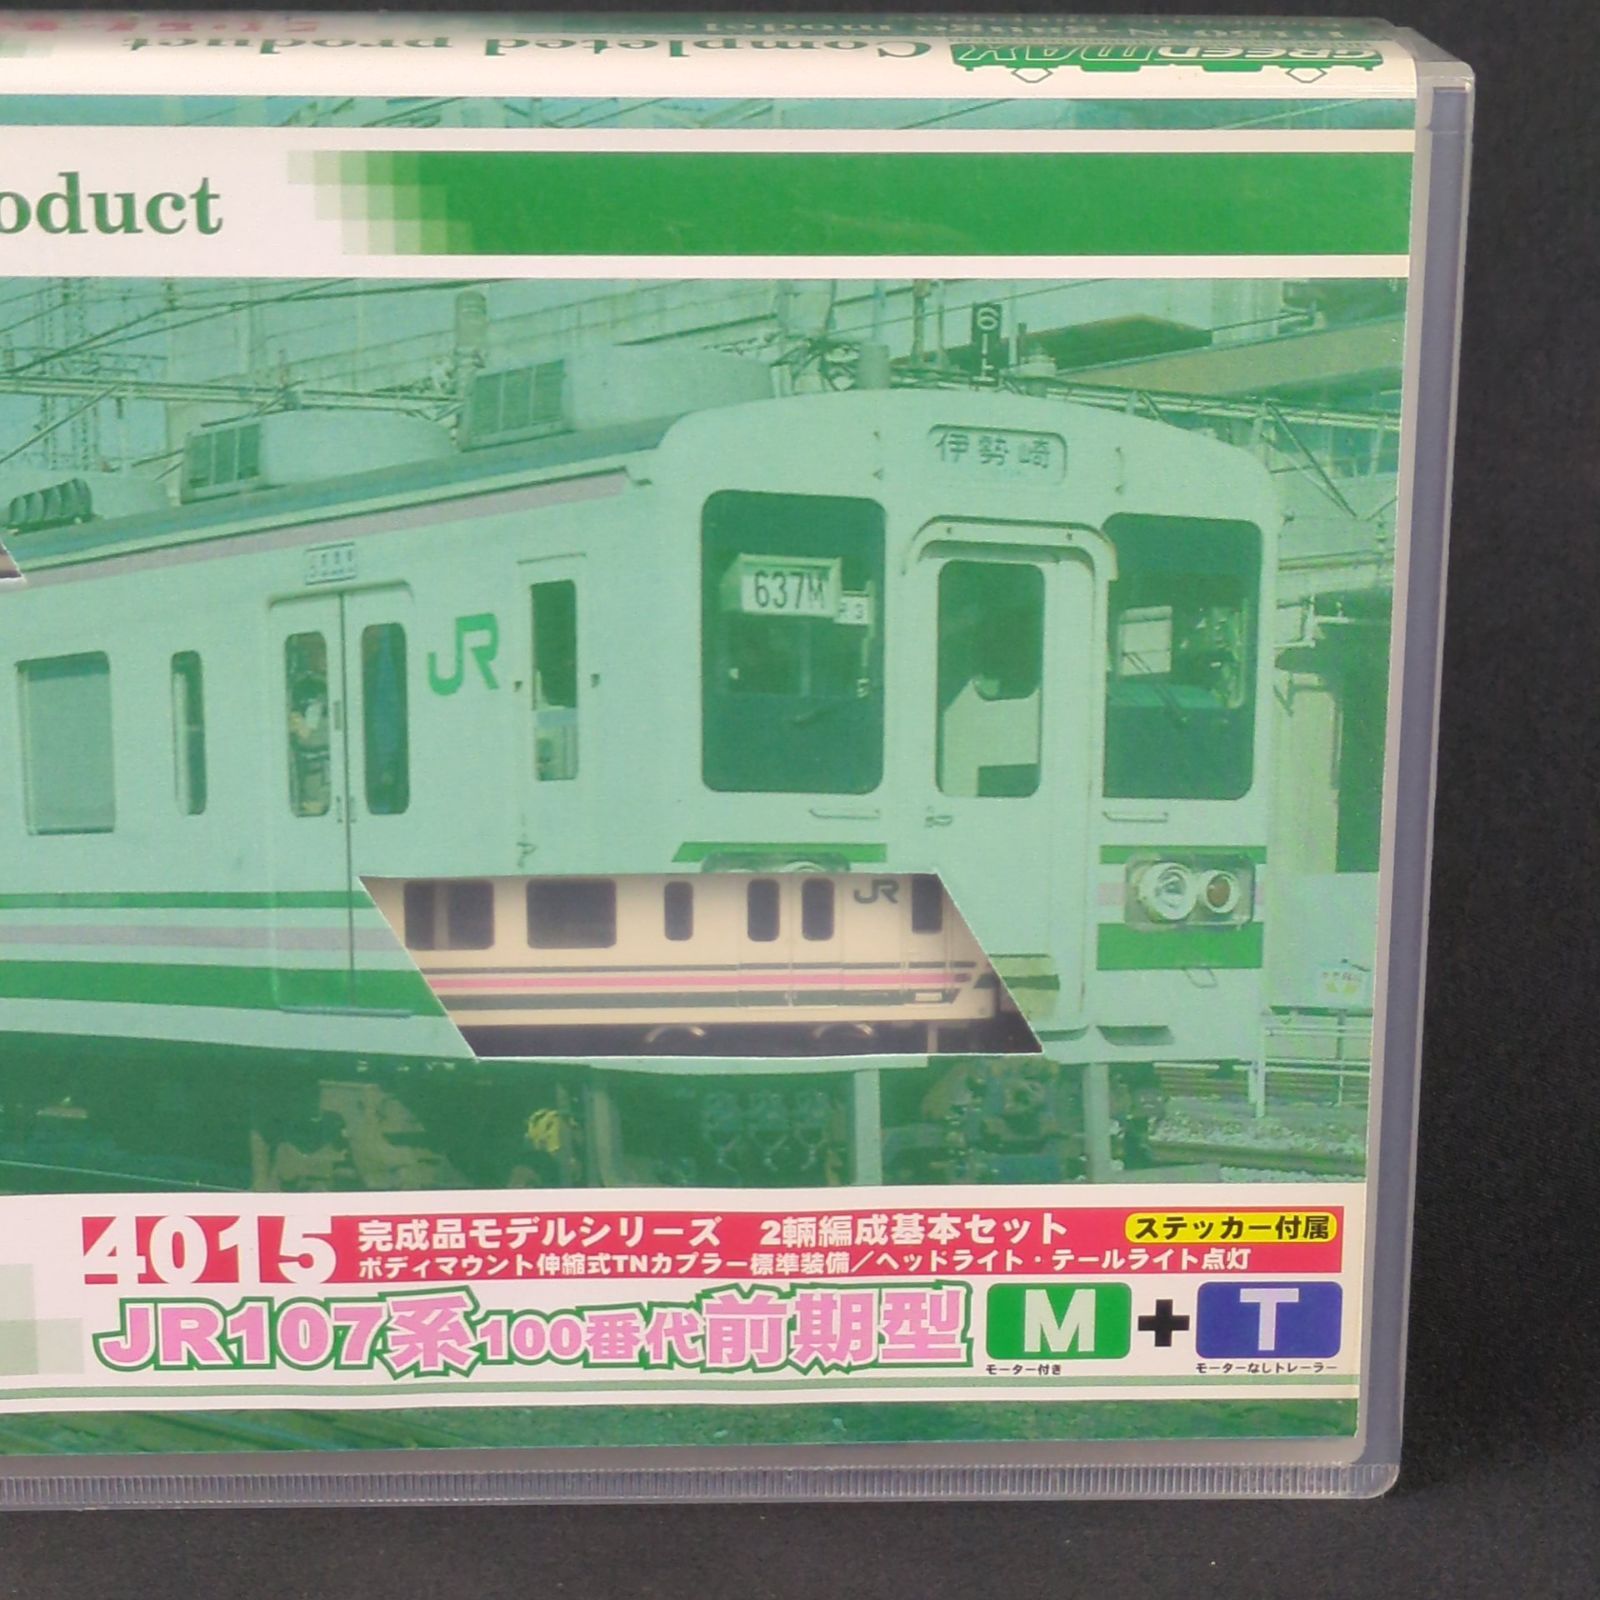 Completed product
GREENMAX
oduct
伊勢崎
637M
JR
JR
4015
完成品モデルシリーズ 2輌編成基本セット
ステッカー付属
ボディマウント伸縮式TNカプラー標準装備／ヘッドライト・テールライト点灯
JR107系100番代前期型
M+T
モーター付き
モーターなしトレーラー